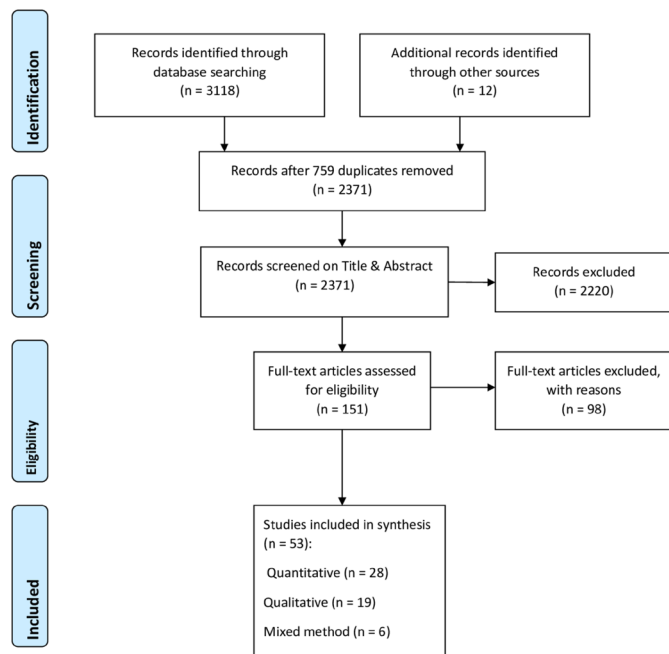 Identification
Records identified through
database searching
(n = 3118)
Additional records identified
through other sources
(n = 12)
Records after 759 duplicates removed
(n = 2371)
Screening
Records screened on Title & Abstract
(n = 2371)
Records excluded
(n = 2220)
Eligibility
Full-text articles assessed
for eligibility
(n = 151)
Full-text articles excluded,
with reasons
(n = 98)
Included
Studies included in synthesis
(n = 53):
Quantitative (n = 28)
Qualitative (n = 19)
Mixed method (n = 6)